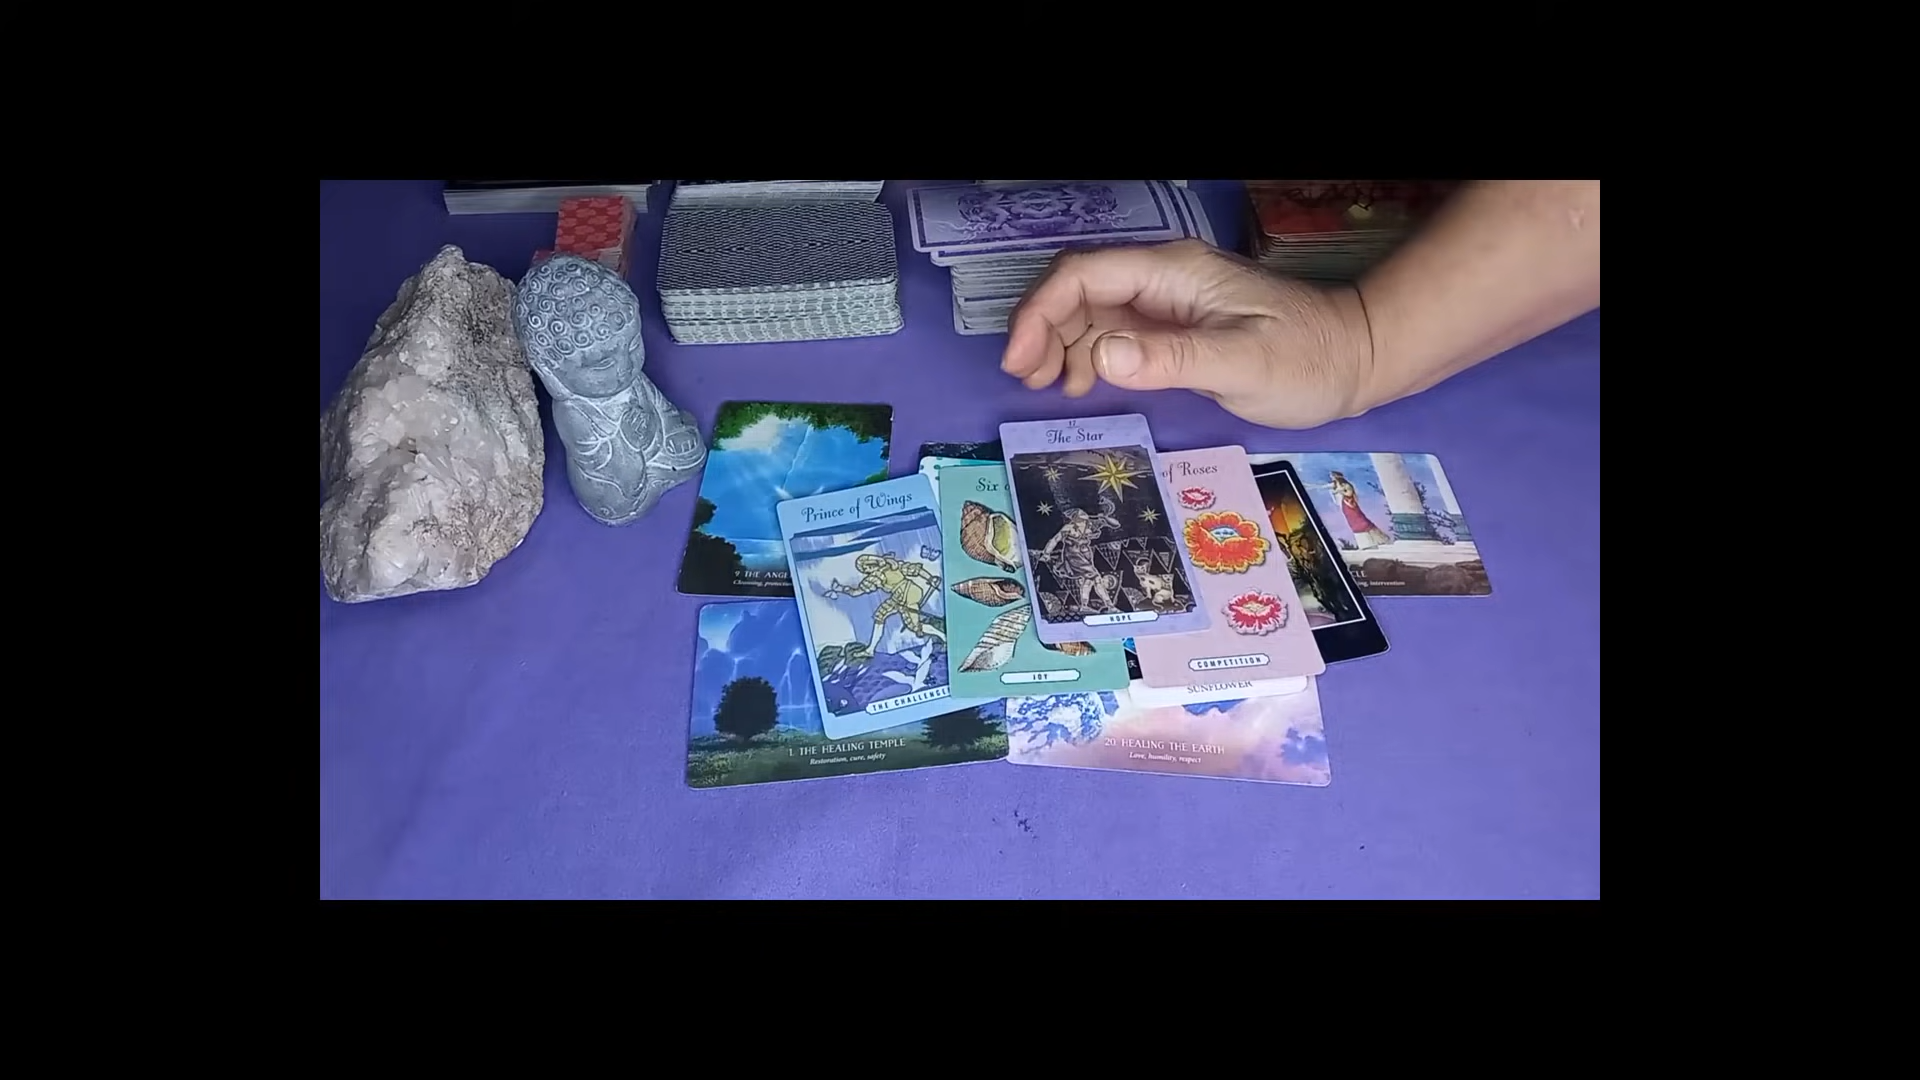 17
The Star
of Roses
Prince of Wings
Six
HOPE
9 THE ANGE
Cleansing, protection
COMPETITION
JOY
SUNFLOWER
THE CHALLENGE
1. THE HEALING TEMPLE
Restoration, cure, safety
20. HEALING THE EARTH
Love, humility, respect
intervention